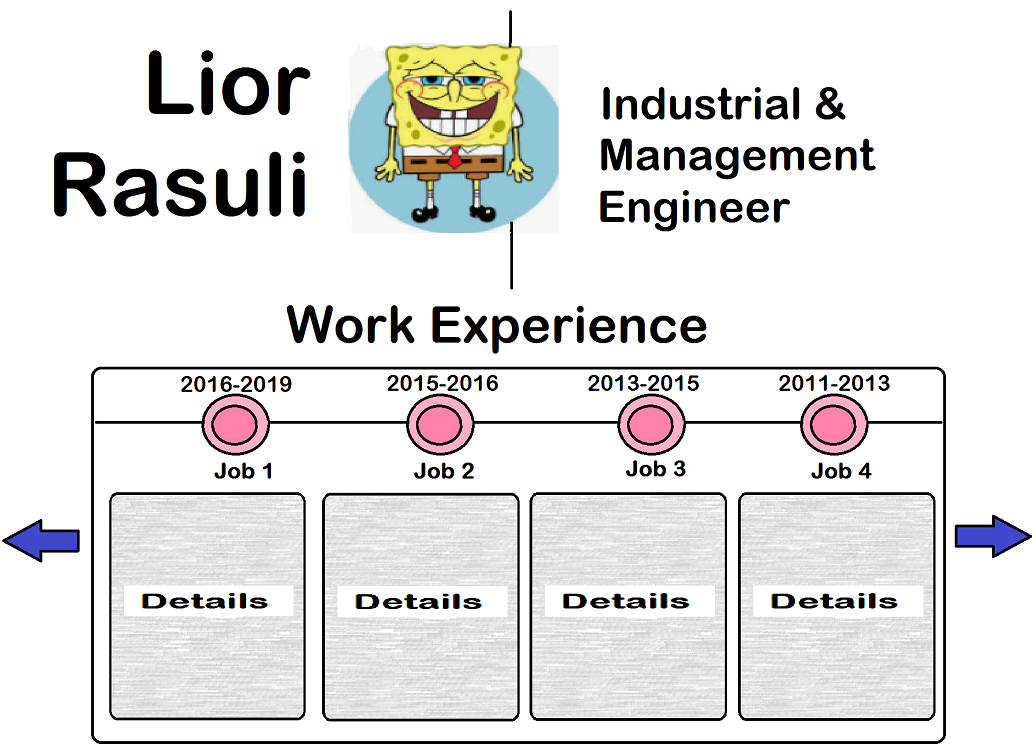 Lior
Rasuli
Industrial &
Management
Engineer
Work Experience
2016-2019
2015-2016
2013-2015
2011-2013
Job 1
Job 2
Job 3
Job 4
Details
Details
Details
Details